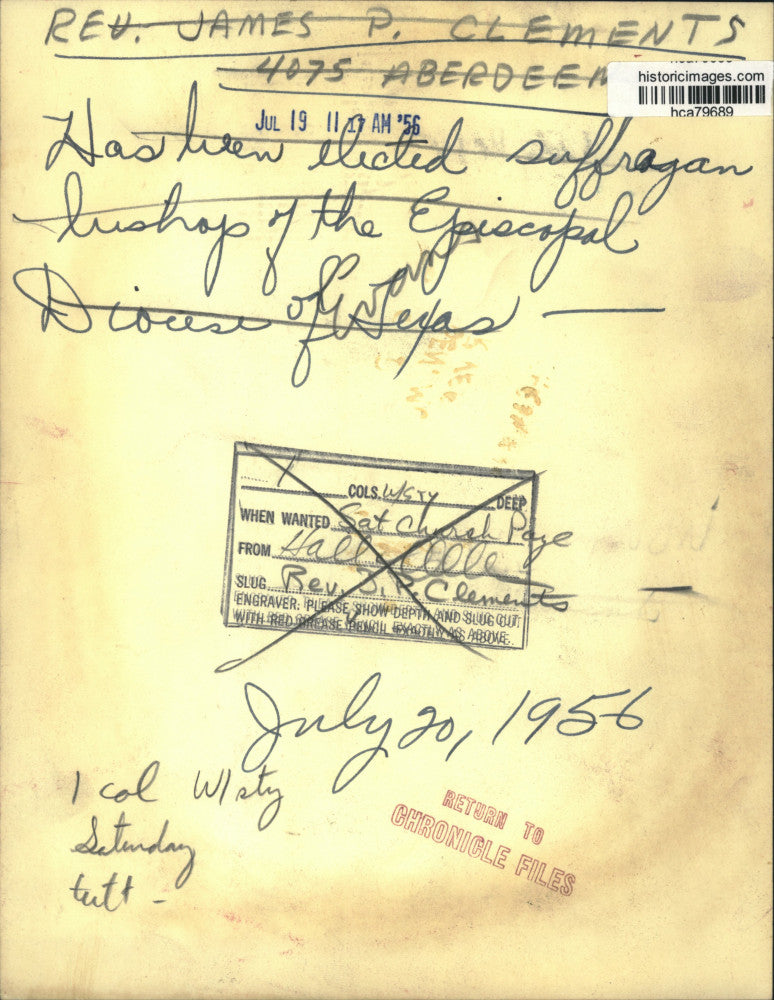 REV. JAMES P. CLEMENTS
4075 ABERDEEN
historicimages.com
hca79689
JUL 19 11 17 AM '56
Has been elected suffragan
bishop of the Episcopal
Diocese of Texas —
1 COLS. W/STY DEEP
WHEN WANTED Sat Church Page
FROM
SLUG Rev. J. P. Clements
ENGRAVER: PLEASE SHOW DEPTH AND SLUG CUT
WITH RED GREASE PENCIL EXACTLY AS ABOVE.
July 20, 1956
1 col W/sty
Saturday
RETURN TO
CHRONICLE FILES